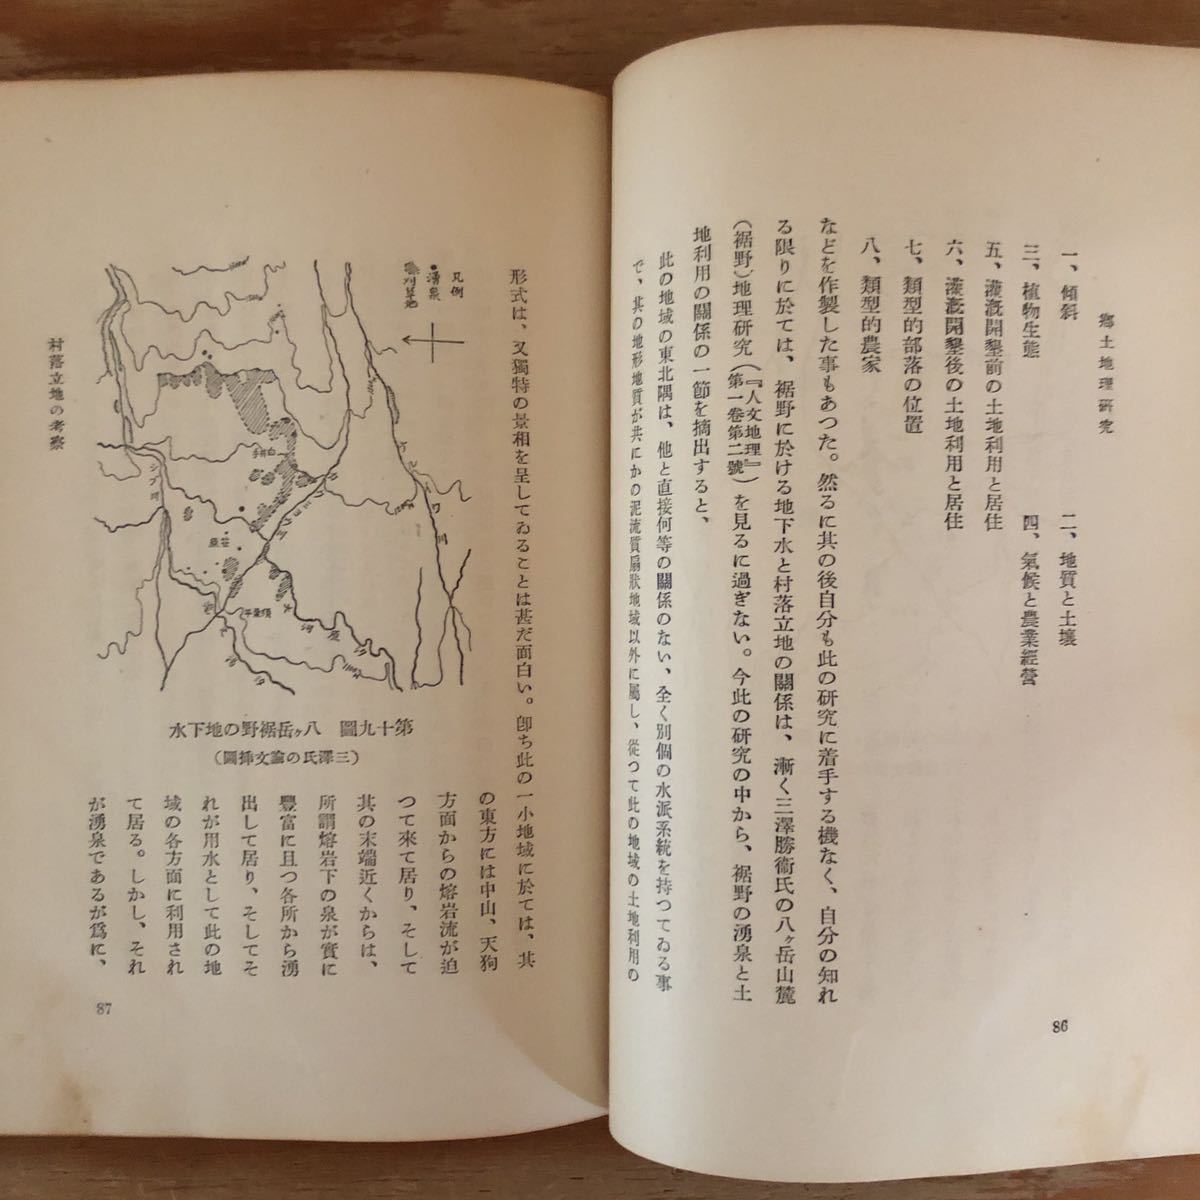 郷土地理研究
一、傾斜
二、地質と土壤
三、植物生態
四、氣候と農業經營
五、灌漑開墾前の土地利用と居住
六、灌漑開墾後の土地利用と居住
七、類型的部落の位置
八、類型的農家
などを作製した事もあつた。然るに其の後自分も此の研究に着手する機なく、自分の知れ
る限りに於ては、裾野に於ける地下水と村落立地の關係は、漸く三澤勝衞氏の八ヶ岳山麓
(裾野)地理研究(『人文地理』第一卷第二號)を見るに過ぎない。今此の研究の中から、裾野の湧泉と土
地利用の關係の一節を摘出すると、
此の地域の東北隅は、他と直接何等の關係のない、全く別個の水派系統を持つてゐる事
で、其の地形地質が共にかの泥流質扇狀地域以外に屬し、從つて此の地域の土地利用の
86
形式は、又獨特の景相を呈してゐることは甚だ面白い。卽ち此の一小地域に於ては、其
の東方には中山、天狗
方面からの熔岩流が迫
つて來て居り、そして
其の末端近くからは、
所謂熔岩下の泉が實に
豐富に且つ各所から湧
出して居り、そしてそ
れが用水として此の地
域の各方面に利用され
て居る。しかし、それ
が湧泉であるが爲に、
凡例
湧泉
刈草地
水下地の野裾岳ヶ八　圖九十第
(圖挿文論の氏澤三)
村落立地の考察
87